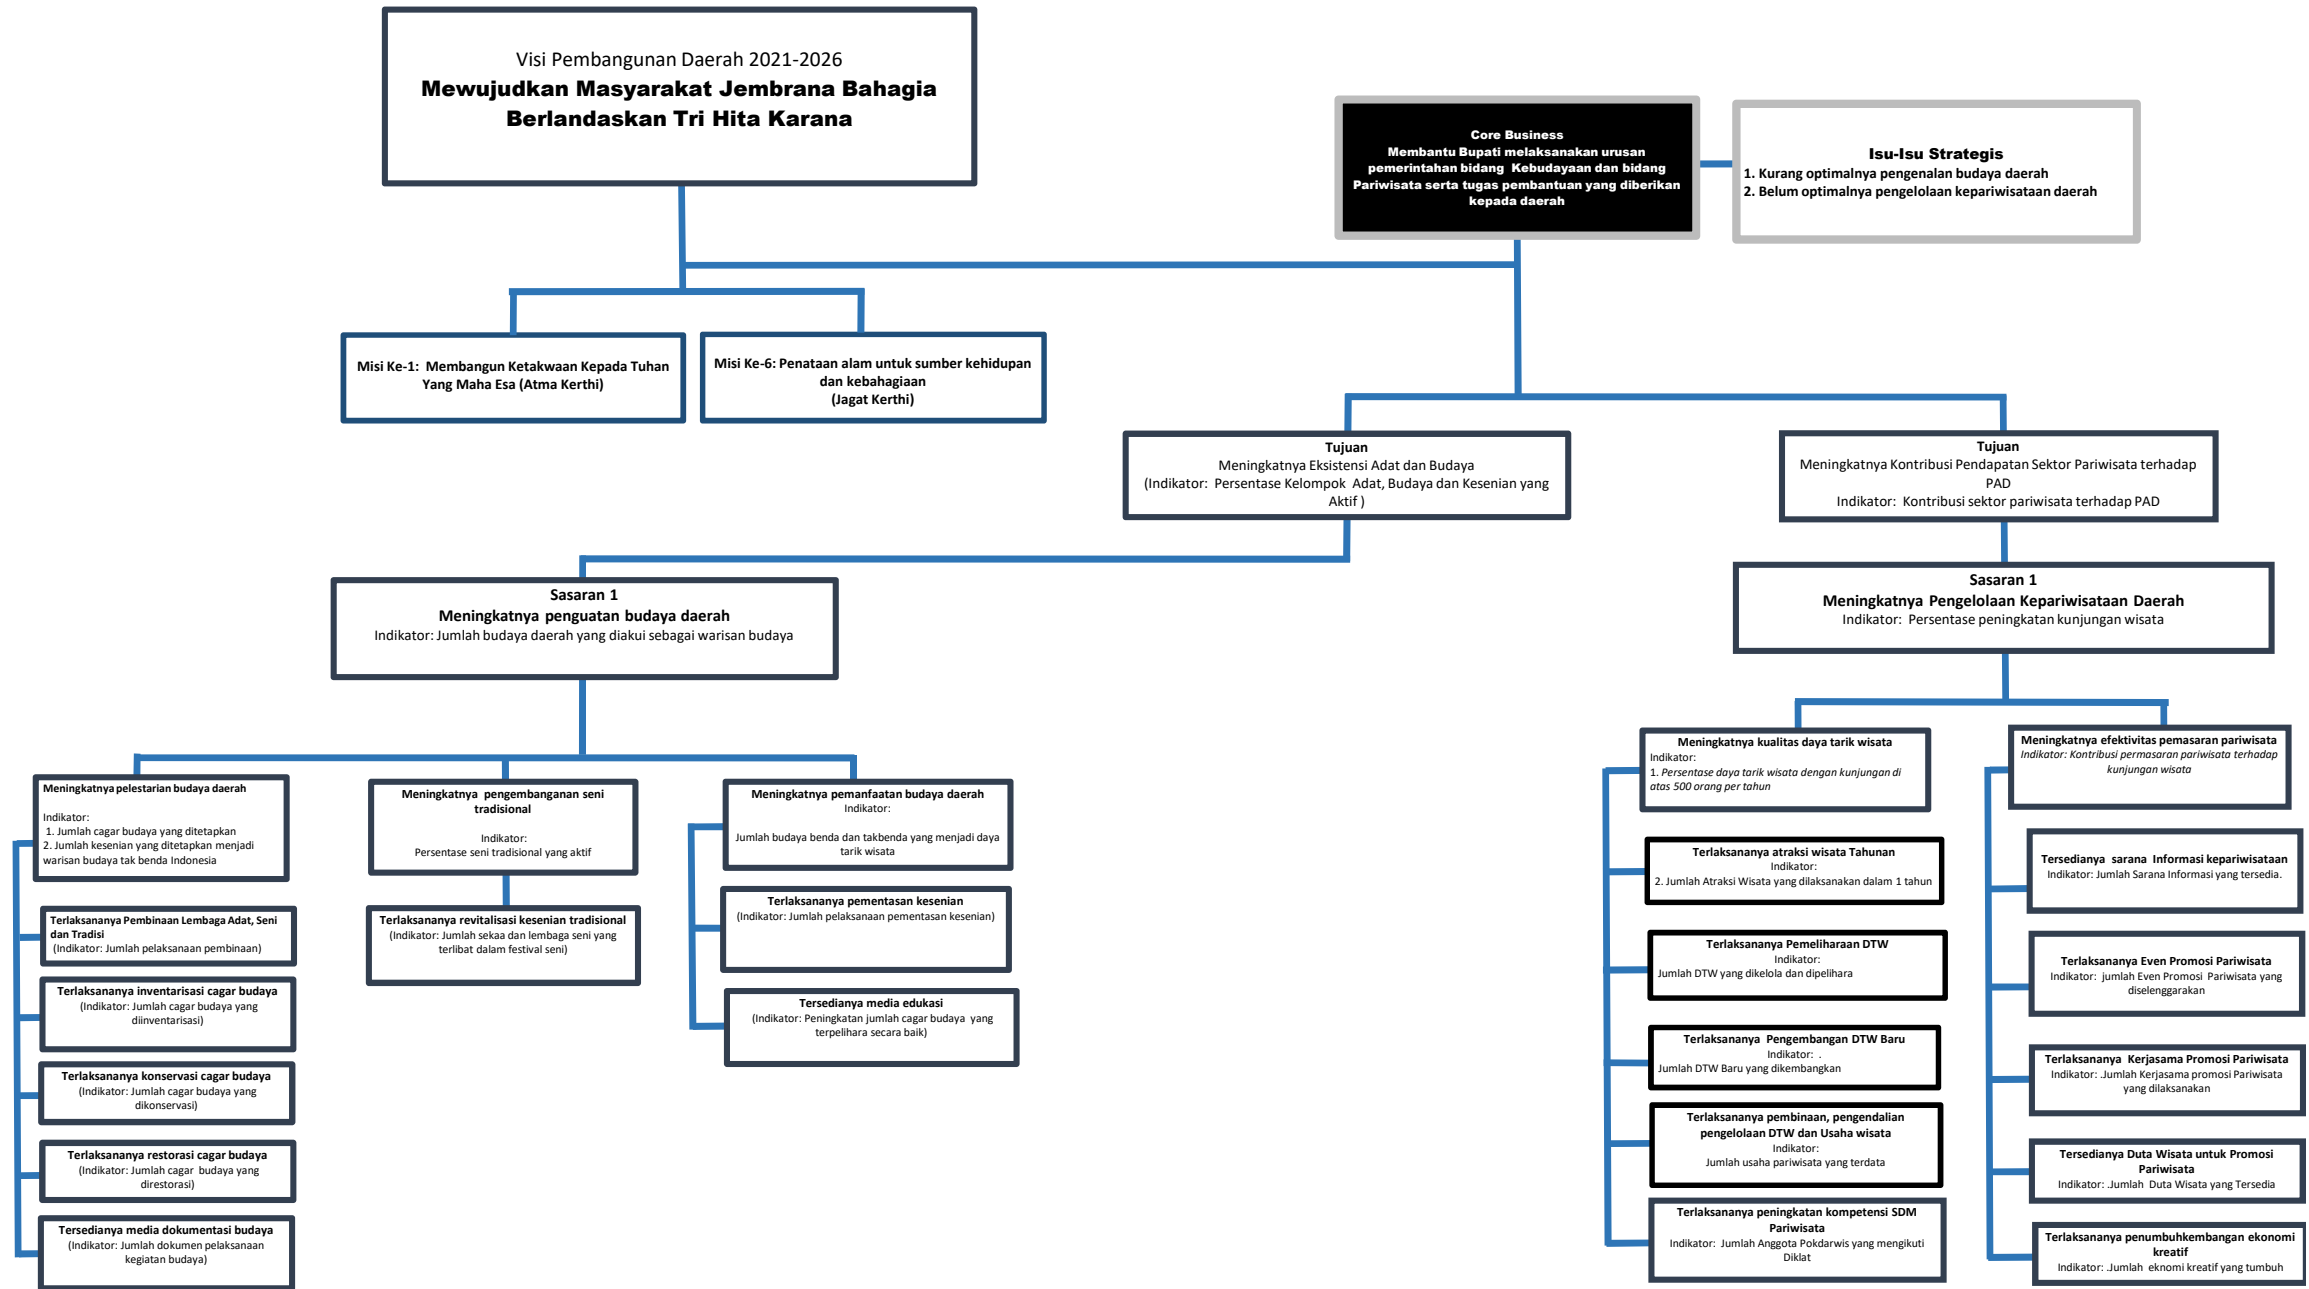 Visi Pembangunan Daerah 2021-2026
Mewujudkan Masyarakat Jembrana Bahagia
Berlandaskan Tri Hita Karana
Core Business
Membantu Bupati melaksanakan urusan
pemerintahan bidang Kebudayaan dan bidang
Pariwisata serta tugas pembantuan yang diberikan
kepada daerah
Isu-Isu Strategis
1. Kurang optimalnya pengenalan budaya daerah
2. Belum optimalnya pengelolaan kepariwisataan daerah
Misi Ke-1: Membangun Ketakwaan Kepada Tuhan
Yang Maha Esa (Atma Kerthi)
Misi Ke-6: Penataan alam untuk sumber kehidupan
dan kebahagiaan
(Jagat Kerthi)
Tujuan
Meningkatnya Eksistensi Adat dan Budaya
(Indikator: Persentase Kelompok Adat, Budaya dan Kesenian yang
Aktif )
Tujuan
Meningkatnya Kontribusi Pendapatan Sektor Pariwisata terhadap
PAD
Indikator: Kontribusi sektor pariwisata terhadap PAD
Sasaran 1
Meningkatnya penguatan budaya daerah
Indikator: Jumlah budaya daerah yang diakui sebagai warisan budaya
Sasaran 1
Meningkatnya Pengelolaan Kepariwisataan Daerah
Indikator: Persentase peningkatan kunjungan wisata
Meningkatnya pelestarian budaya daerah
Indikator:
1. Jumlah cagar budaya yang ditetapkan
2. Jumlah kesenian yang ditetapkan menjadi
warisan budaya tak benda Indonesia
Terlaksananya Pembinaan Lembaga Adat, Seni
dan Tradisi
(Indikator: Jumlah pelaksanaan pembinaan)
Terlaksananya inventarisasi cagar budaya
(Indikator: Jumlah cagar budaya yang
diinventarisasi)
Terlaksananya konservasi cagar budaya
(Indikator: Jumlah cagar budaya yang
dikonservasi)
Terlaksananya restorasi cagar budaya
(Indikator: Jumlah cagar budaya yang
direstorasi)
Tersedianya media dokumentasi budaya
(Indikator: Jumlah dokumen pelaksanaan
kegiatan budaya)
Meningkatnya pengembanganan seni
tradisional
Indikator:
Persentase seni tradisional yang aktif
Terlaksananya revitalisasi kesenian tradisional
(Indikator: Jumlah sekaa dan lembaga seni yang
terlibat dalam festival seni)
Meningkatnya pemanfaatan budaya daerah
Indikator:
Jumlah budaya benda dan takbenda yang menjadi daya
tarik wisata
Terlaksananya pementasan kesenian
(Indikator: Jumlah pelaksanaan pementasan kesenian)
Tersedianya media edukasi
(Indikator: Peningkatan jumlah cagar budaya yang
terpelihara secara baik)
Meningkatnya kualitas daya tarik wisata
Indikator:
1. Persentase daya tarik wisata dengan kunjungan di
atas 500 orang per tahun
Terlaksananya atraksi wisata Tahunan
Indikator:
2. Jumlah Atraksi Wisata yang dilaksanakan dalam 1 tahun
Terlaksananya Pemeliharaan DTW
Indikator:
Jumlah DTW yang dikelola dan dipelihara
Terlaksananya Pengembangan DTW Baru
Indikator: .
Jumlah DTW Baru yang dikembangkan
Terlaksananya pembinaan, pengendalian
pengelolaan DTW dan Usaha wisata
Indikator:
Jumlah usaha pariwisata yang terdata
Terlaksananya peningkatan kompetensi SDM
Pariwisata
Indikator: Jumlah Anggota Pokdarwis yang mengikuti
Diklat
Meningkatnya efektivitas pemasaran pariwisata
Indikator: Kontribusi permasaran pariwisata terhadap
kunjungan wisata
Tersedianya sarana Informasi kepariwisataan
Indikator: Jumlah Sarana Informasi yang tersedia.
Terlaksananya Even Promosi Pariwisata
Indikator: jumlah Even Promosi Pariwisata yang
diselenggarakan
Terlaksananya Kerjasama Promosi Pariwisata
Indikator: .Jumlah Kerjasama promosi Pariwisata
yang dilaksanakan
Tersedianya Duta Wisata untuk Promosi
Pariwisata
Indikator: .Jumlah Duta Wisata yang Tersedia
Terlaksananya penumbuhkembangan ekonomi
kreatif
Indikator: .Jumlah eknomi kreatif yang tumbuh